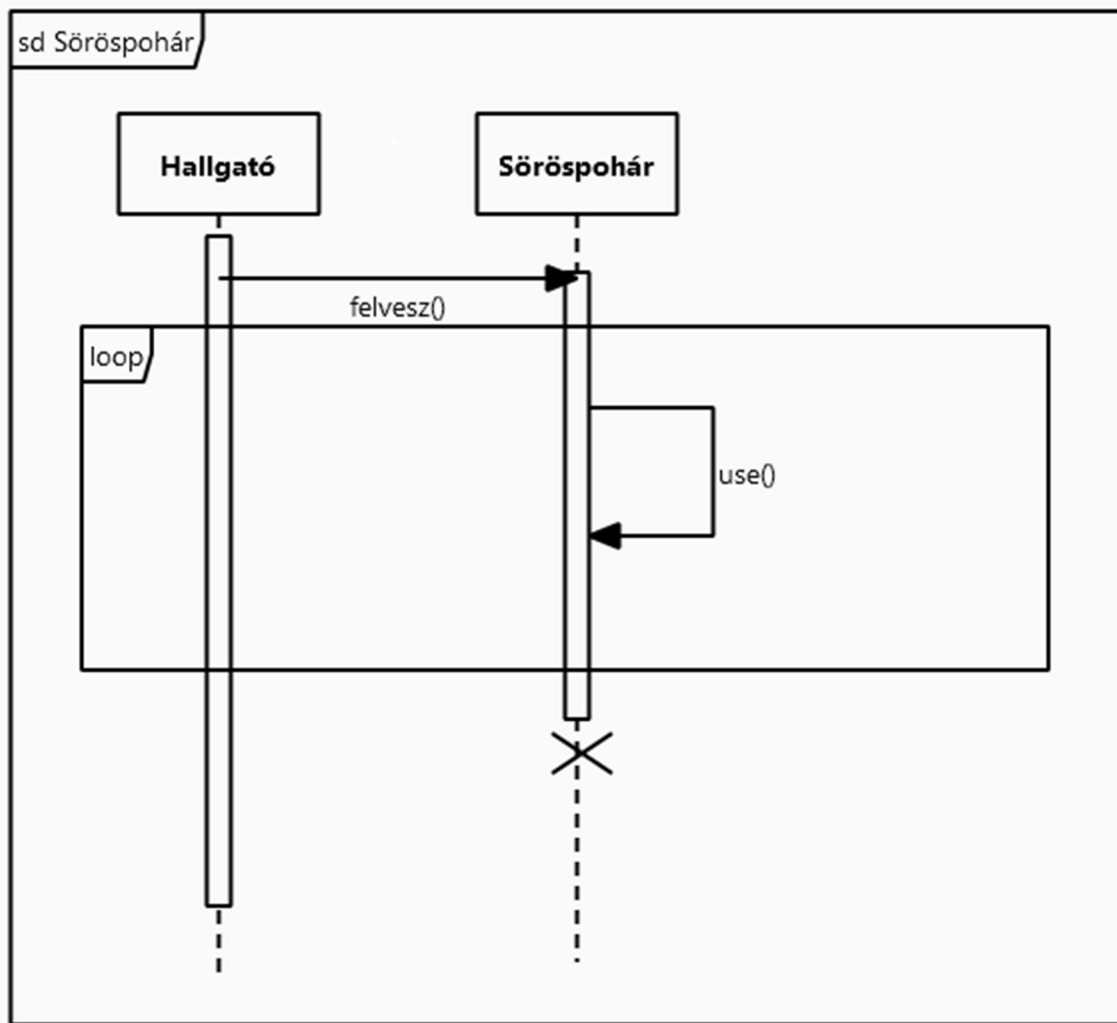 sd Söröspohár
Hallgató
Söröspohár
felvesz()
loop
use()